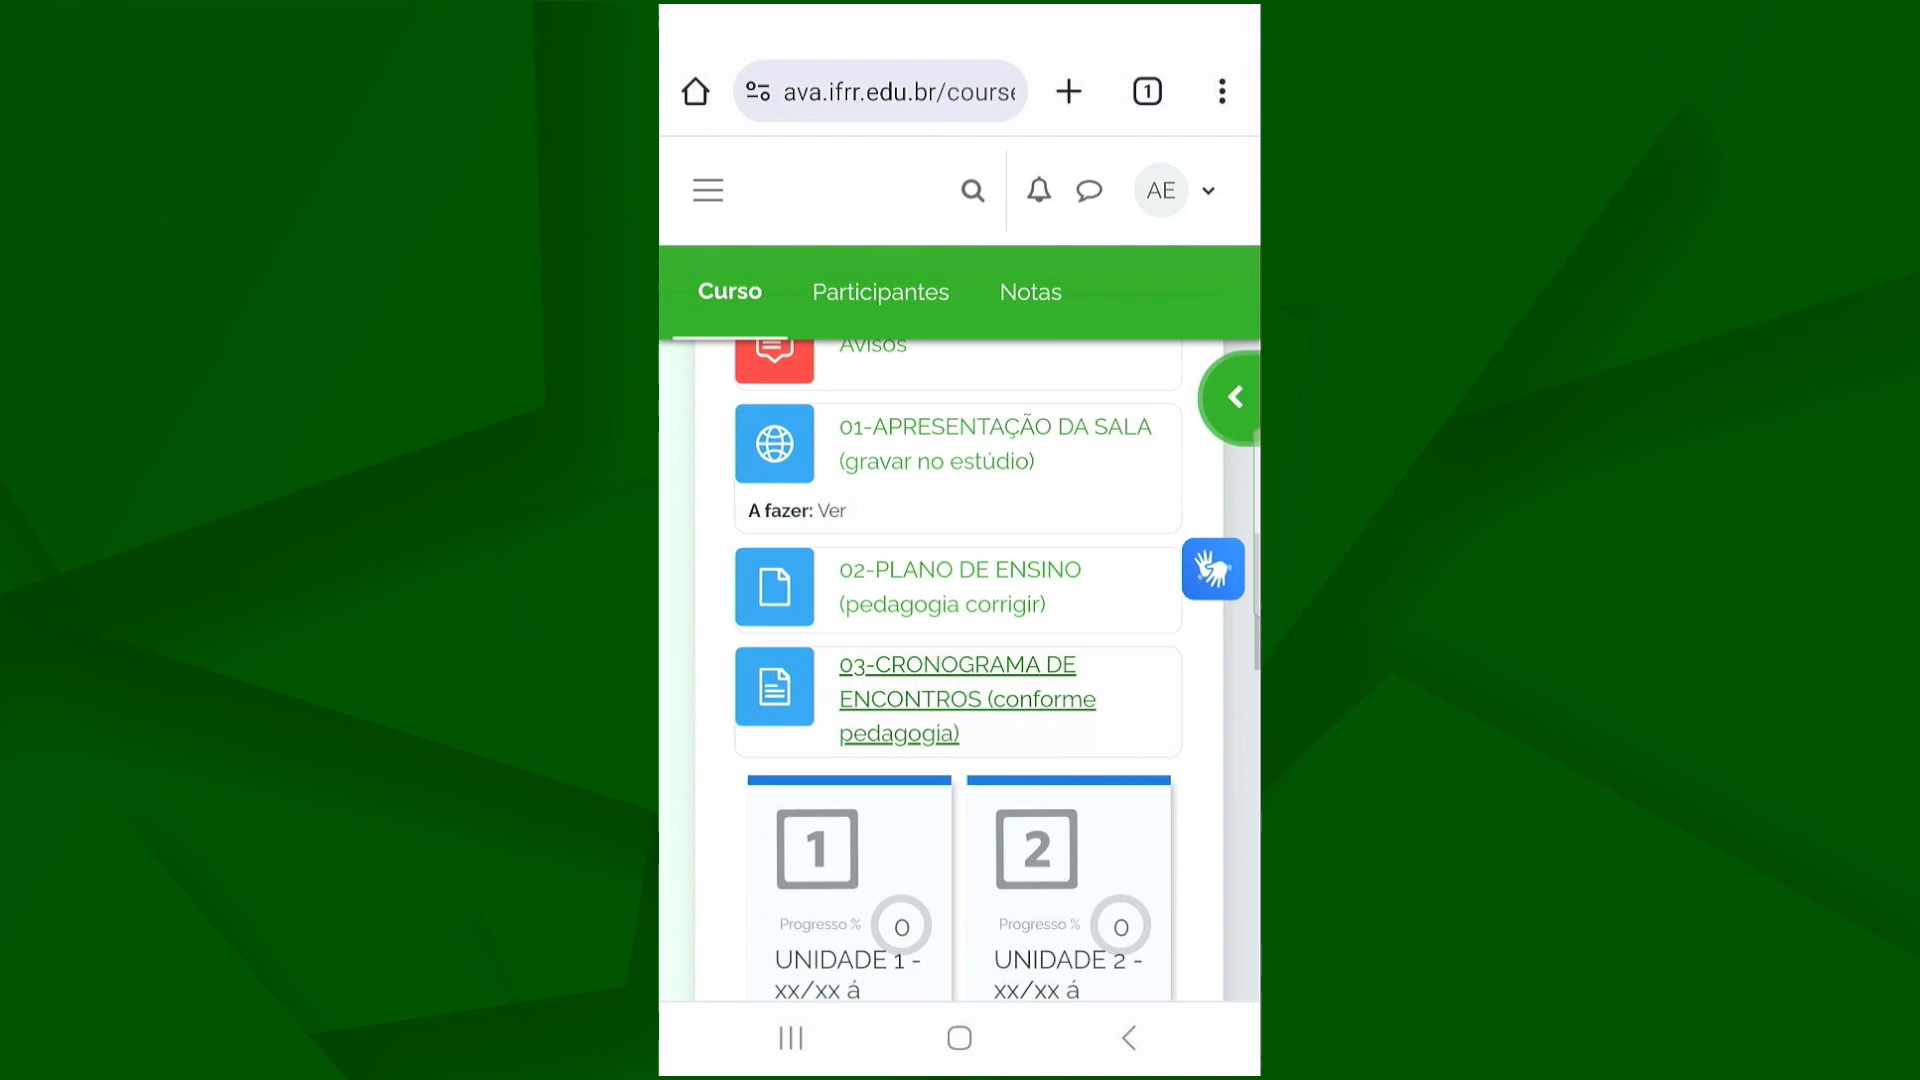 ava.ifrr.edu.br/course
1
AE
Curso
Participantes
Notas
Avisos
01-APRESENTAÇÃO DA SALA
(gravar no estúdio)
A fazer: Ver
02-PLANO DE ENSINO
(pedagogia corrigir)
03-CRONOGRAMA DE
ENCONTROS (conforme
pedagogia)
1
Progresso %
0
UNIDADE 1 -
xx/xx á
2
Progresso %
0
UNIDADE 2 -
xx/xx á